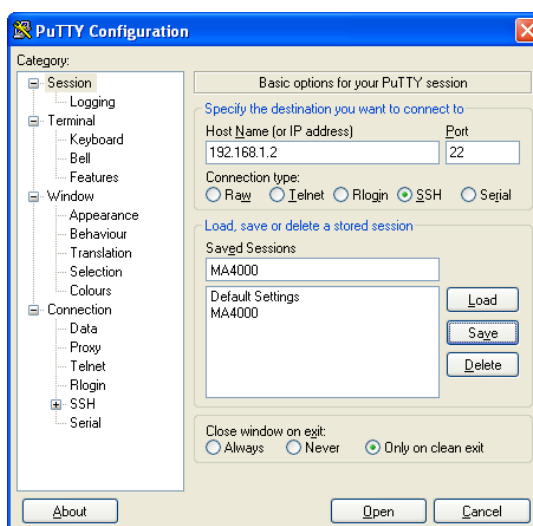 PuTTY Configuration
Category:
Session
Logging
Terminal
Keyboard
Bell
Features
Window
Appearance
Behaviour
Translation
Selection
Colours
Connection
Data
Proxy
Telnet
Rlogin
SSH
Serial
Basic options for your PuTTY session
Specify the destination you want to connect to
Host Name (or IP address) Port
192.168.1.2 22
Connection type:
Raw Telnet Rlogin SSH Serial
Load, save or delete a stored session
Saved Sessions
MA4000
Default Settings
MA4000
Load
Save
Delete
Close window on exit:
Always Never Only on clean exit
About Open Cancel